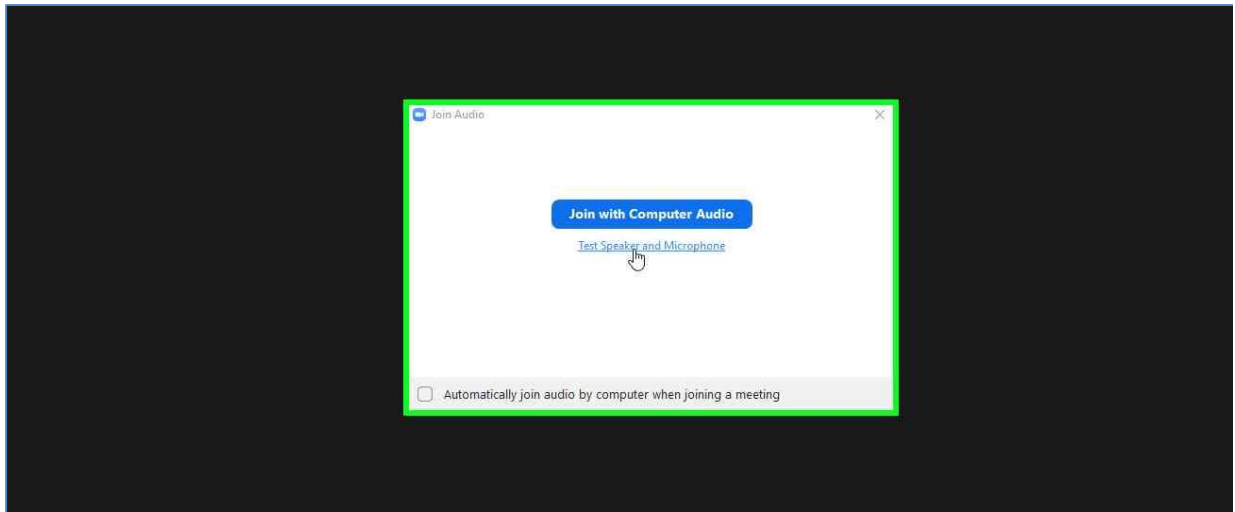 Join Audio
Join with Computer Audio
Test Speaker and Microphone
Automatically join audio by computer when joining a meeting